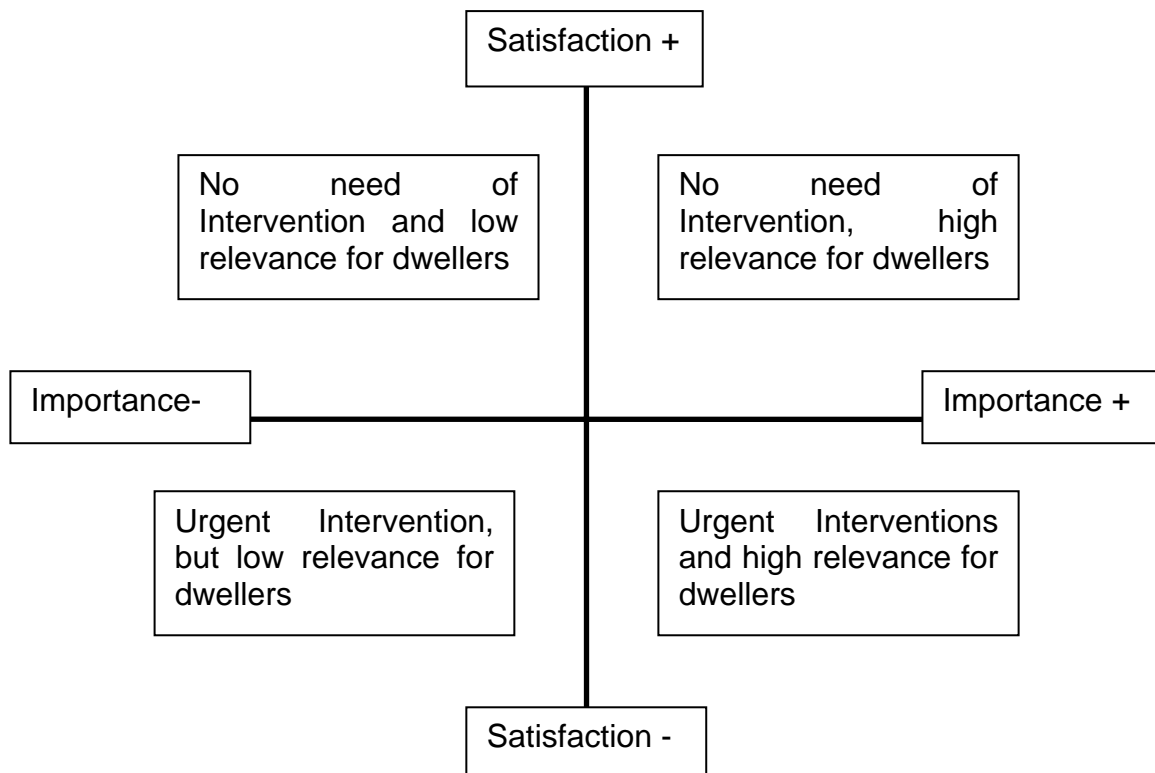 Satisfaction +
No need of
Intervention and low
relevance for dwellers
No need of
Intervention, high
relevance for dwellers
Importance-
Importance +
Urgent Intervention,
but low relevance for
dwellers
Urgent Interventions
and high relevance for
dwellers
Satisfaction -